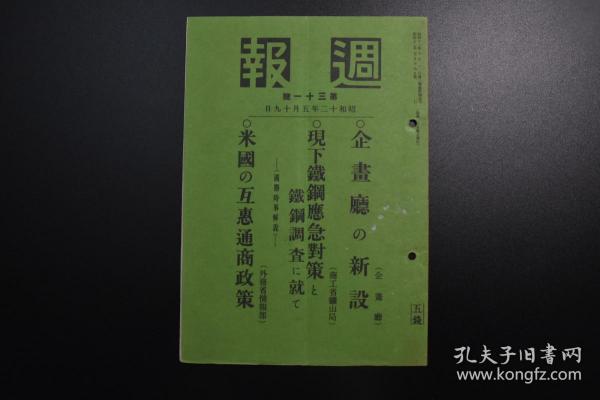 報 週
號一十三第
日九十月五年二十和昭
○企畫廳の新設
(企畫廳)
○現下鐵鋼應急對策と
鐵鋼調査に就て
(商工省鑛山局)
—(國際時事解說)—
○米國の互惠通商政策
(外務省情報部)
五錢
孔夫子旧书网
www.kongfz.com